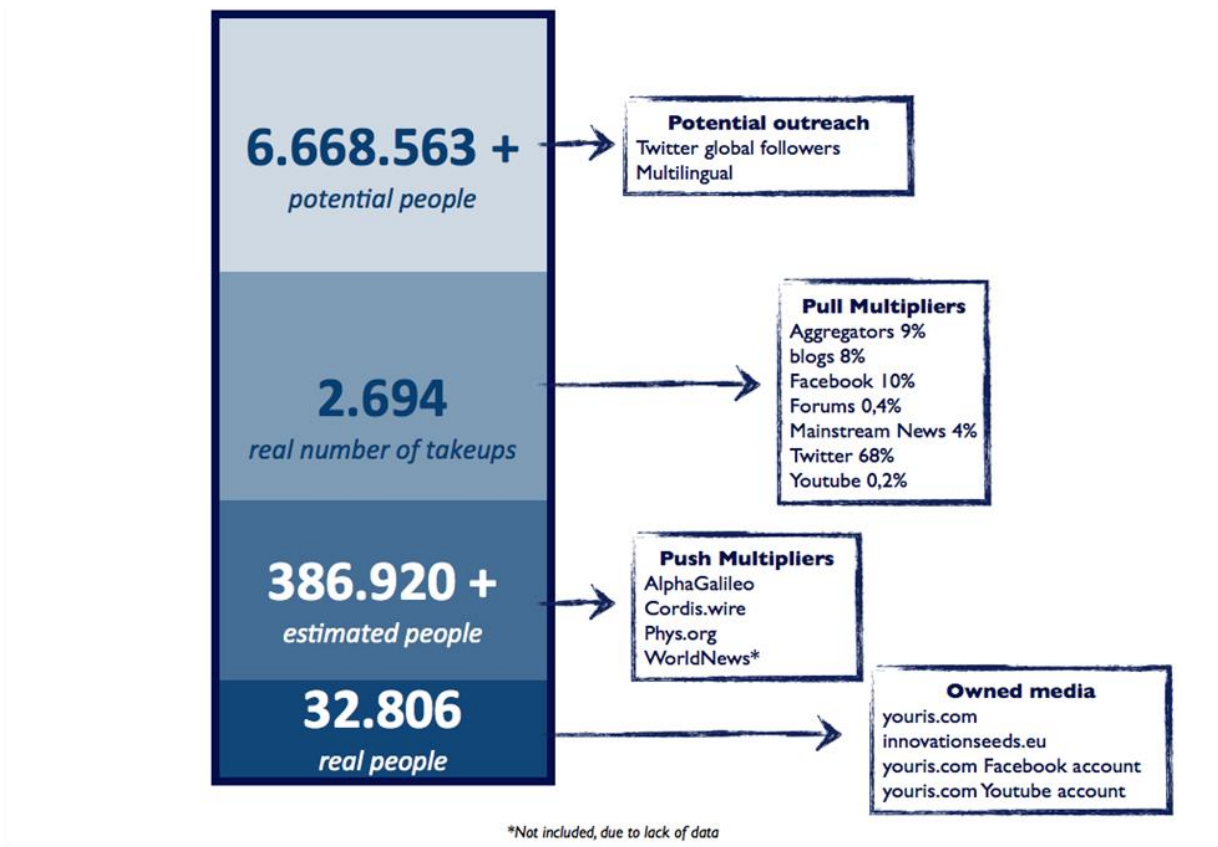 6.668.563 +
potential people
Potential outreach
Twitter global followers
Multilingual
2.694
real number of takeups
Pull Multipliers
Aggregators 9%
blogs 8%
Facebook 10%
Forums 0,4%
Mainstream News 4%
Twitter 68%
Youtube 0,2%
386.920 +
estimated people
Push Multipliers
AlphaGalileo
Cordis.wire
Phys.org
WorldNews*
32.806
real people
Owned media
youris.com
innovationseeds.eu
youris.com Facebook account
youris.com Youtube account
*Not included, due to lack of data